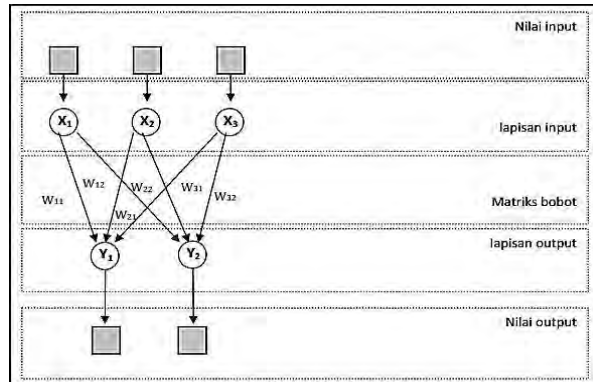 Nilai input
X₁ X₂ X₃
lapisan input
W₁₁ W₁₂ W₂₁ W₂₂ W₃₁ W₃₂
Matriks bobot
lapisan output
Y₁ Y₂
Nilai output